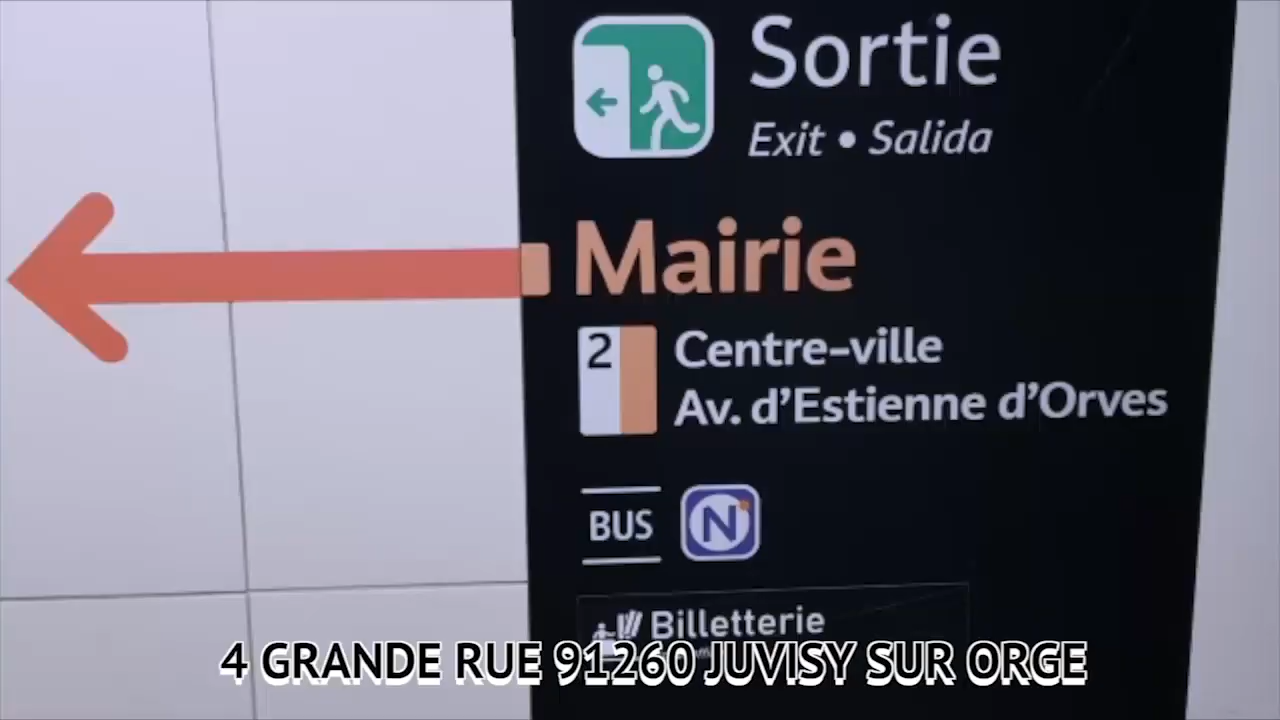 Sortie
Exit • Salida
Mairie
2
Centre-ville
Av. d'Estienne d'Orves
BUS
N
Billetterie
4 GRANDE RUE 91260 JUVISY SUR ORGE